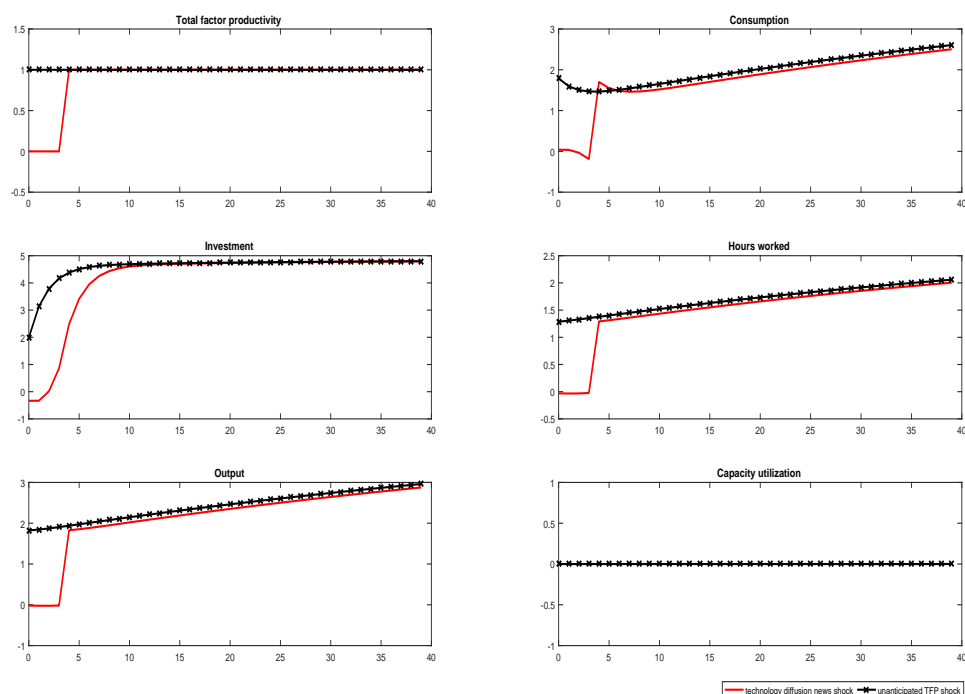 Total factor productivity
1.5
1
0.5
0
-0.5
0 5 10 15 20 25 30 35 40
Consumption
3
2
1
0
-1
0 5 10 15 20 25 30 35 40
Investment
5
4
3
2
1
0
-1
0 5 10 15 20 25 30 35 40
Hours worked
2.5
2
1.5
1
0.5
0
-0.5
0 5 10 15 20 25 30 35 40
Output
3
2
1
0
-1
0 5 10 15 20 25 30 35 40
Capacity utilization
1
0.5
0
-0.5
-1
0 5 10 15 20 25 30 35 40
technology diffusion news shock unanticipated TFP shock